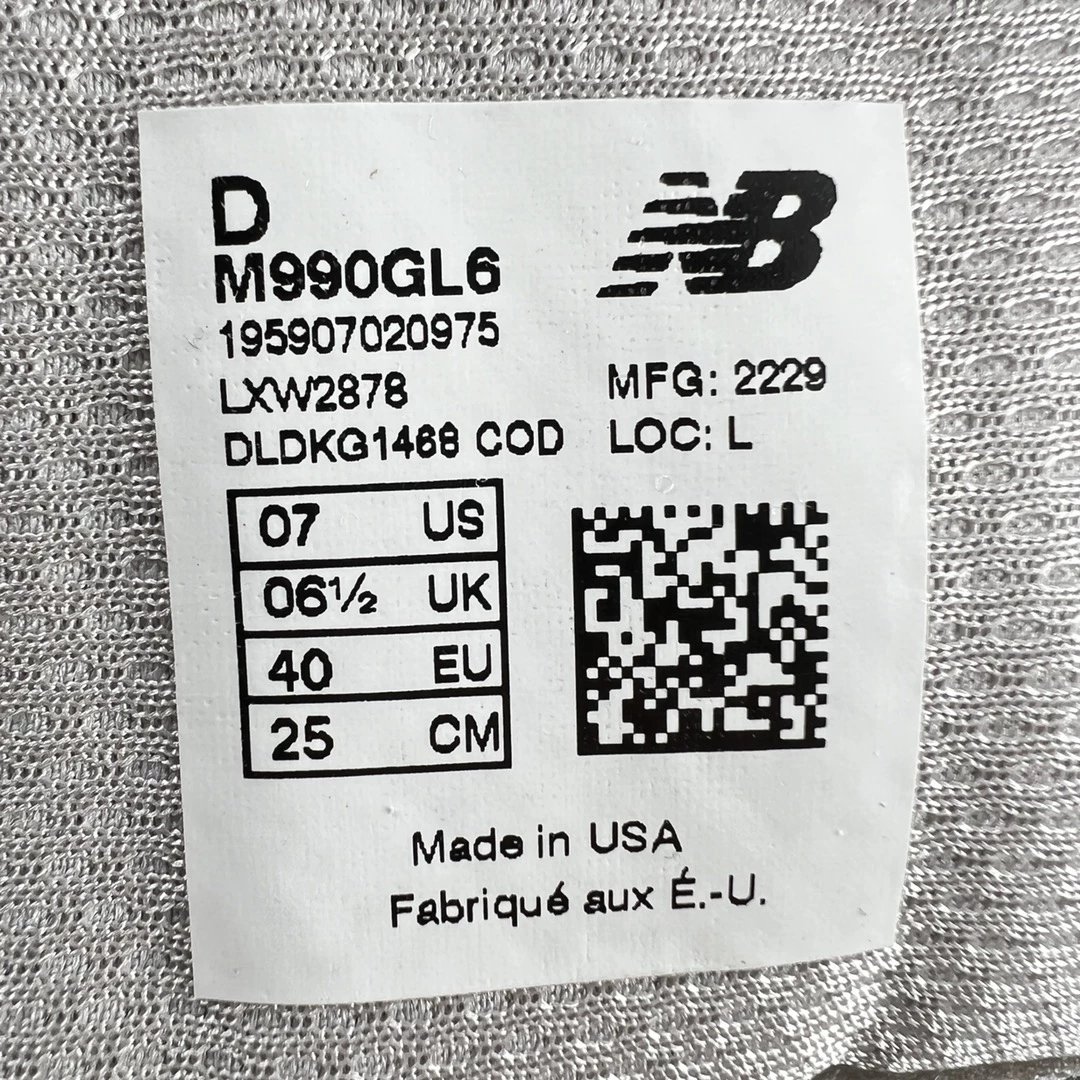 D
NB
M990GL6
195907020975
LXW2878
MFG: 2229
DLDKG1468 COD
LOC: L
07 US
06½ UK
40 EU
25 CM
Made in USA
Fabriqué aux É.-U.